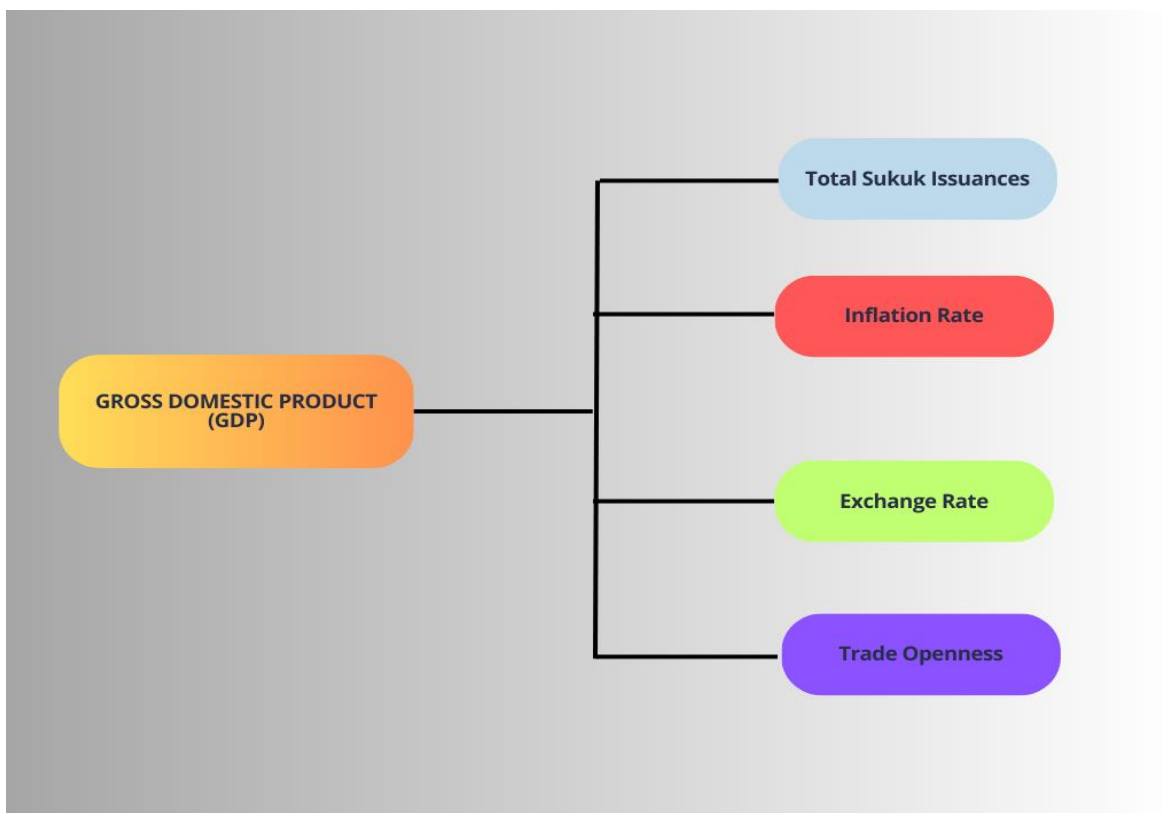 Total Sukuk Issuances
Inflation Rate
GROSS DOMESTIC PRODUCT
(GDP)
Exchange Rate
Trade Openness